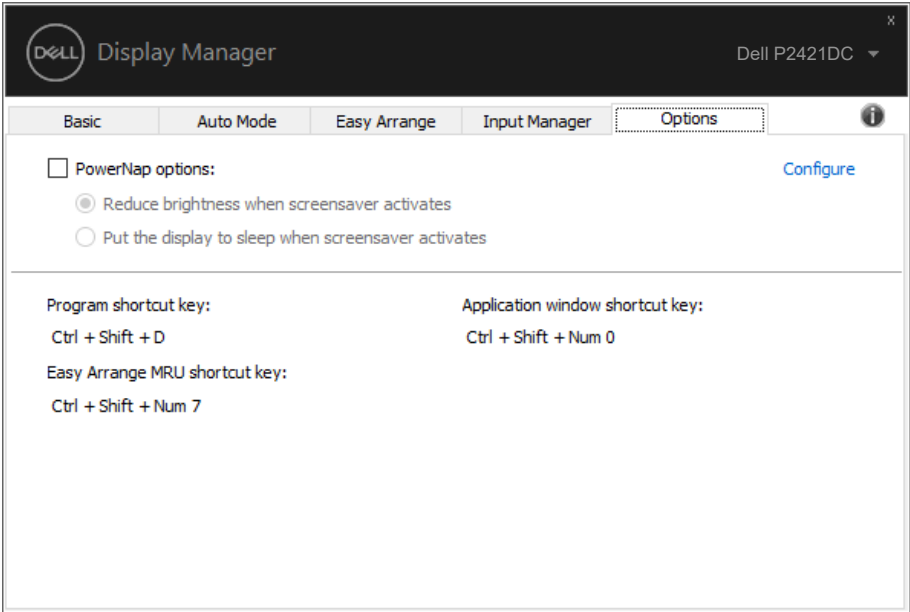 x
DELL Display Manager
Dell P2421DC
Basic Auto Mode Easy Arrange Input Manager Options
PowerNap options: Configure
Reduce brightness when screensaver activates
Put the display to sleep when screensaver activates
Program shortcut key: Application window shortcut key:
Ctrl + Shift + D Ctrl + Shift + Num 0
Easy Arrange MRU shortcut key:
Ctrl + Shift + Num 7